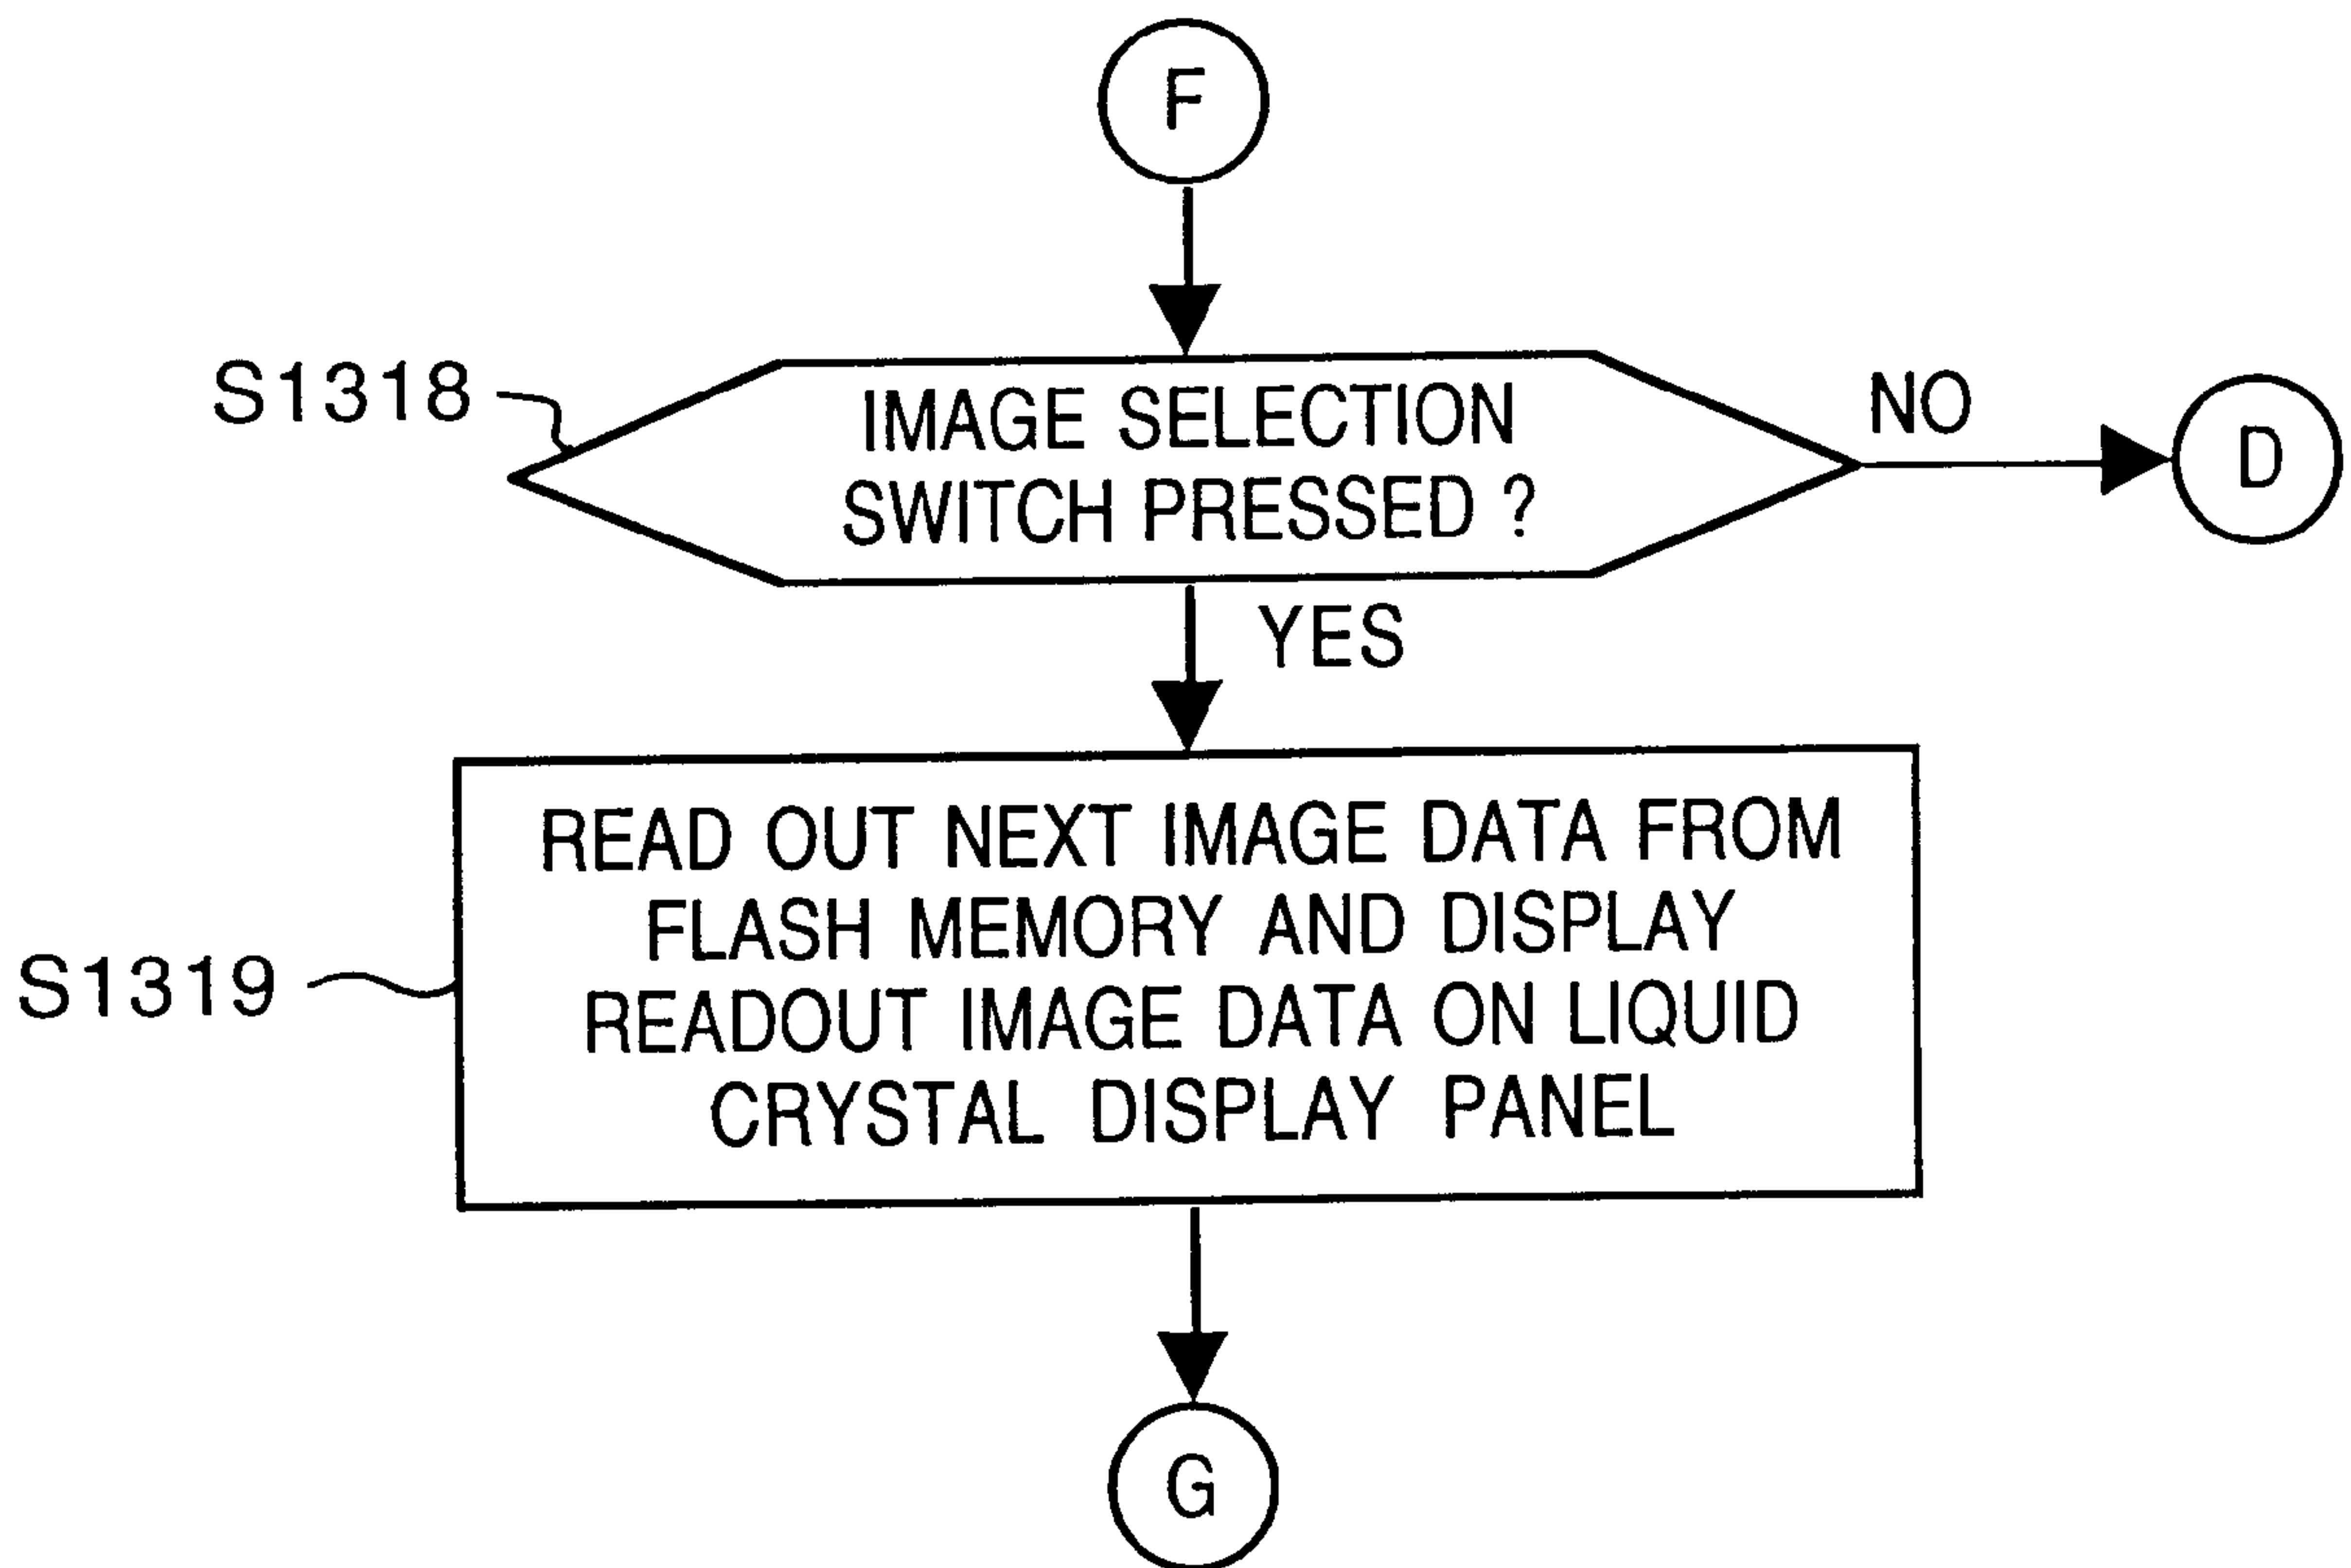 F
S1318
IMAGE SELECTION
SWITCH PRESSED ?
NO
D
YES
S1319
READ OUT NEXT IMAGE DATA FROM
FLASH MEMORY AND DISPLAY
READOUT IMAGE DATA ON LIQUID
CRYSTAL DISPLAY PANEL
G